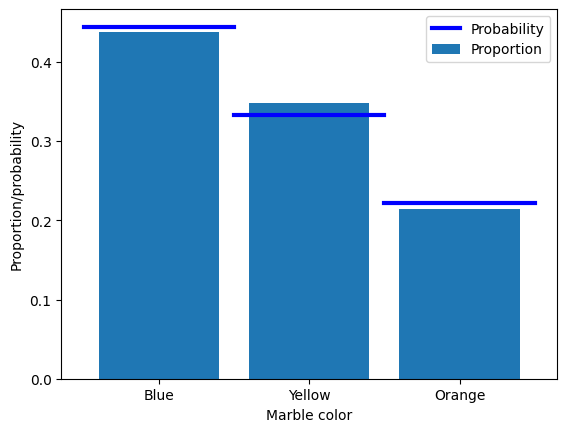 Probability
Proportion
Proportion/probability
0.4
0.3
0.2
0.1
0.0
Blue Yellow Orange
Marble color